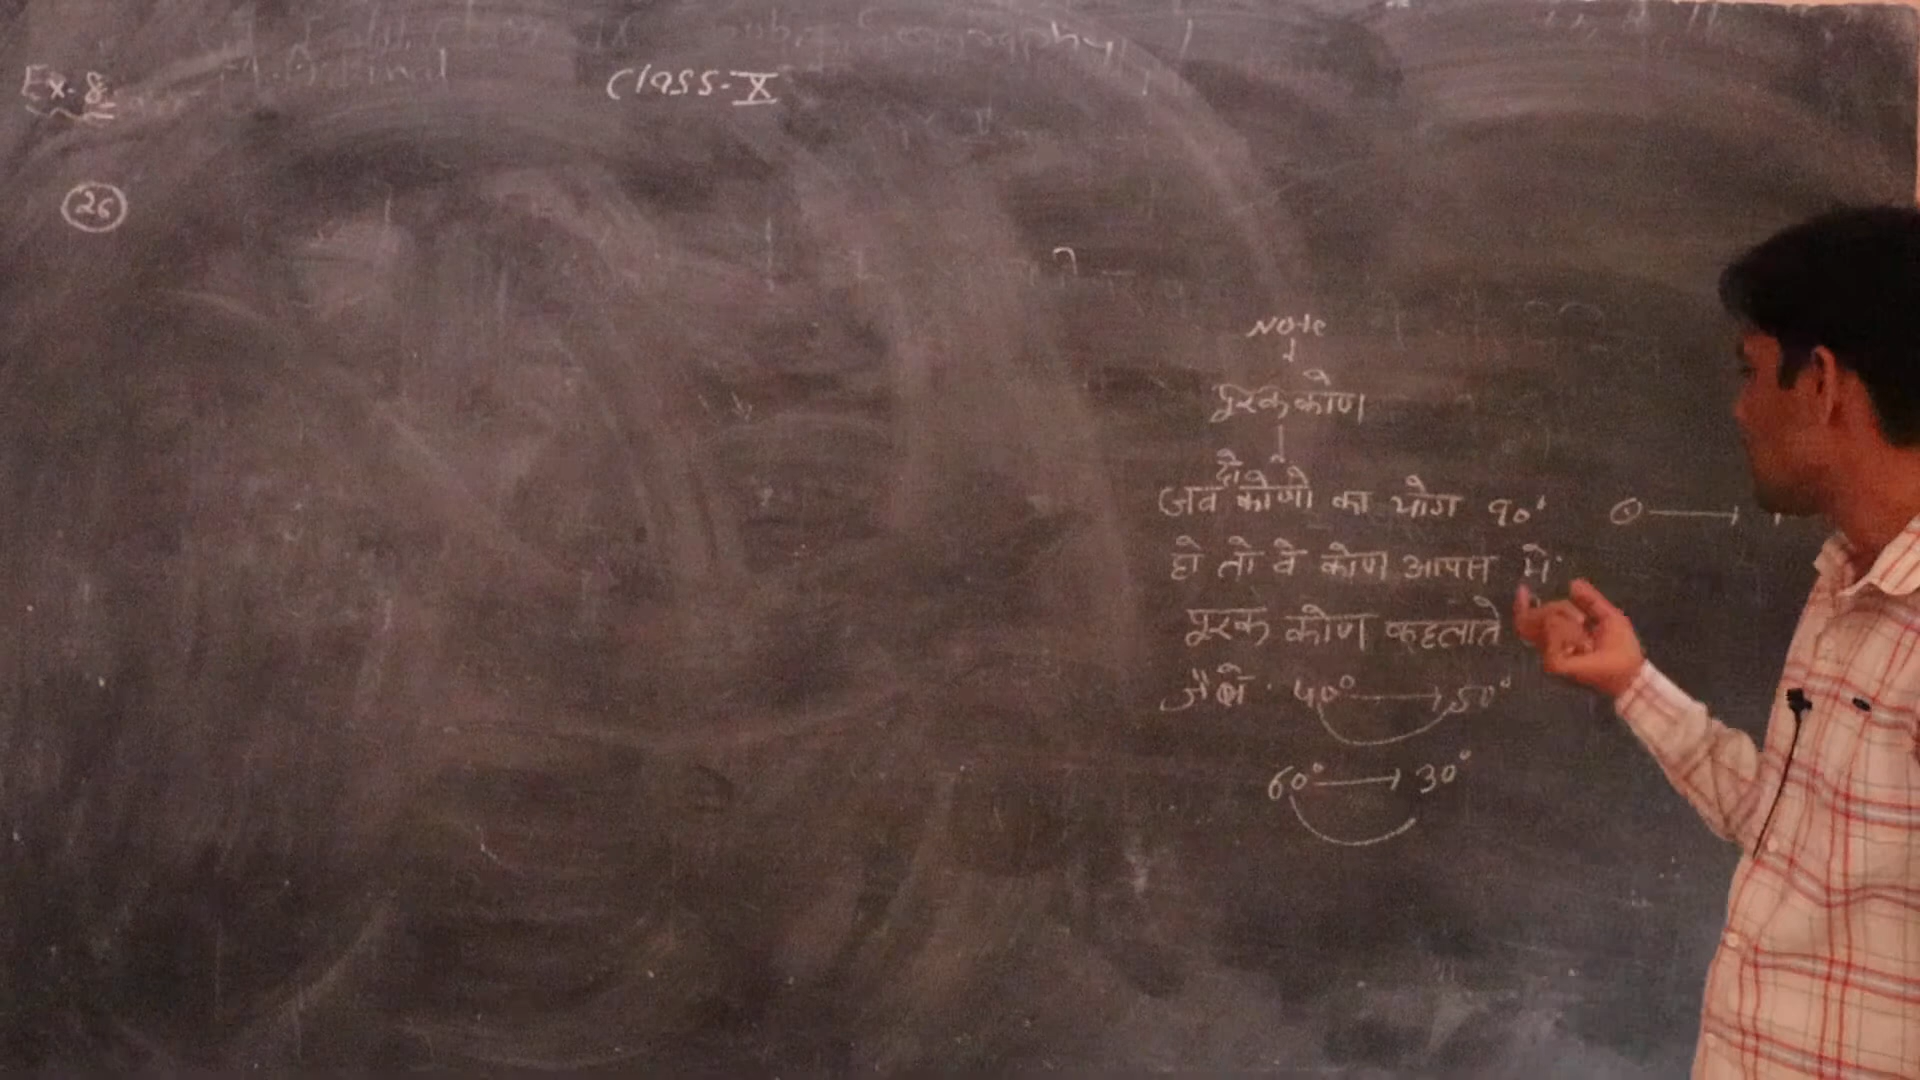 Ex-8.
Class-X
26
Note
पूरक कोण
दो
जब कोणो का योग 90°
हो तो वे कोण आपस मे
पूरक कोण कहलाते
जैसे 40° → 50°
60° → 30°